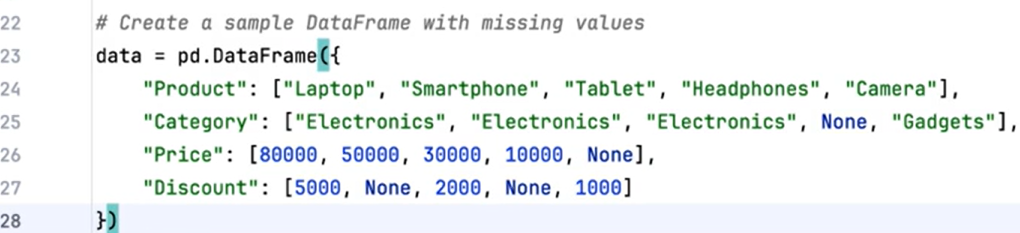 22 # Create a sample DataFrame with missing values
23 data = pd.DataFrame({
24 "Product": ["Laptop", "Smartphone", "Tablet", "Headphones", "Camera"],
25 "Category": ["Electronics", "Electronics", "Electronics", None, "Gadgets"],
26 "Price": [80000, 50000, 30000, 10000, None],
27 "Discount": [5000, None, 2000, None, 1000]
28 })